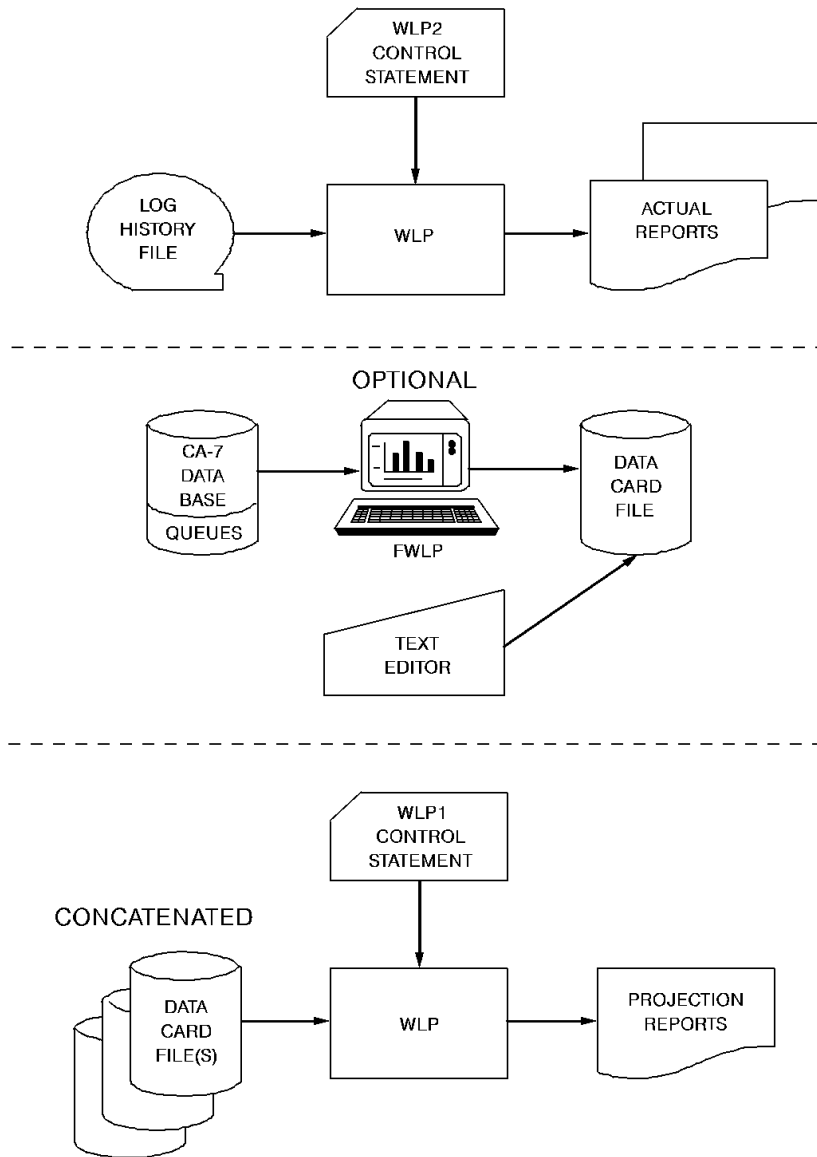 WLP2
CONTROL
STATEMENT
LOG
HISTORY
FILE
WLP
ACTUAL
REPORTS
OPTIONAL
CA-7
DATA
BASE
QUEUES
FWLP
DATA
CARD
FILE
TEXT
EDITOR
WLP1
CONTROL
STATEMENT
CONCATENATED
DATA
CARD
FILE(S)
WLP
PROJECTION
REPORTS